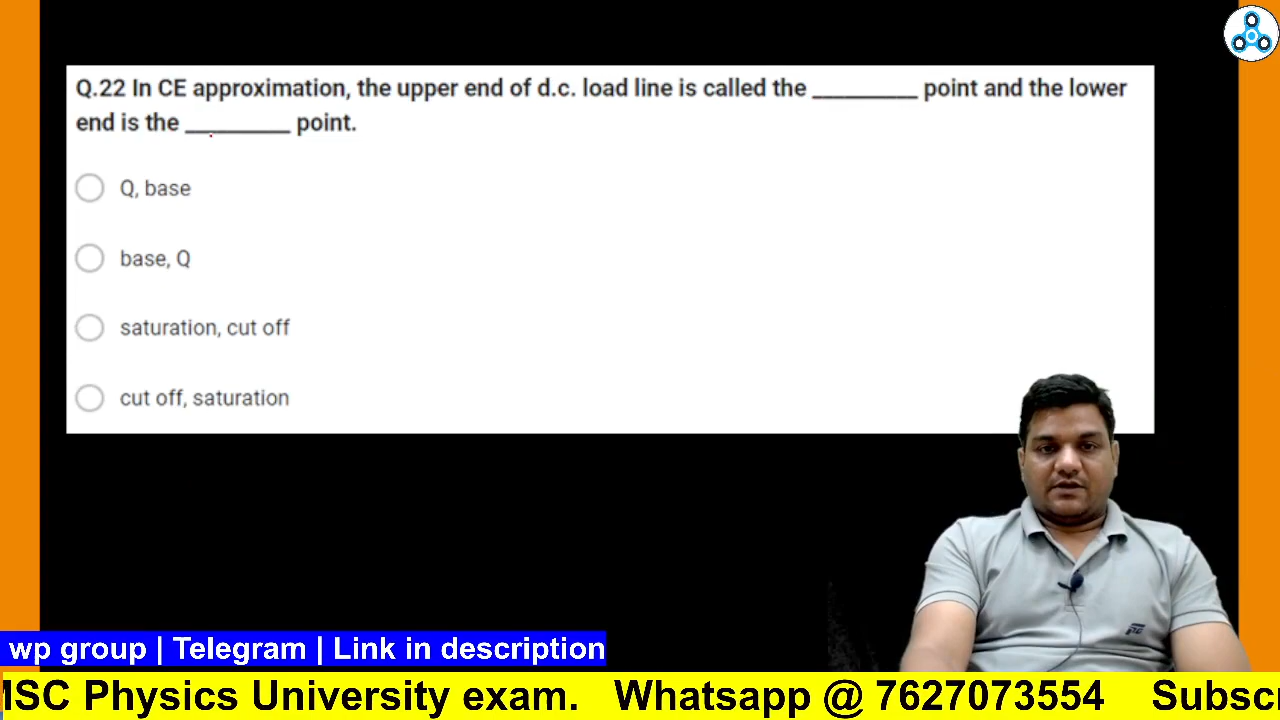 Q.22 In CE approximation, the upper end of d.c. load line is called the _________ point and the lower
end is the _________ point.
Q, base
base, Q
saturation, cut off
cut off, saturation
wp group | Telegram | Link in description
MSC Physics University exam. Whatsapp @ 7627073554